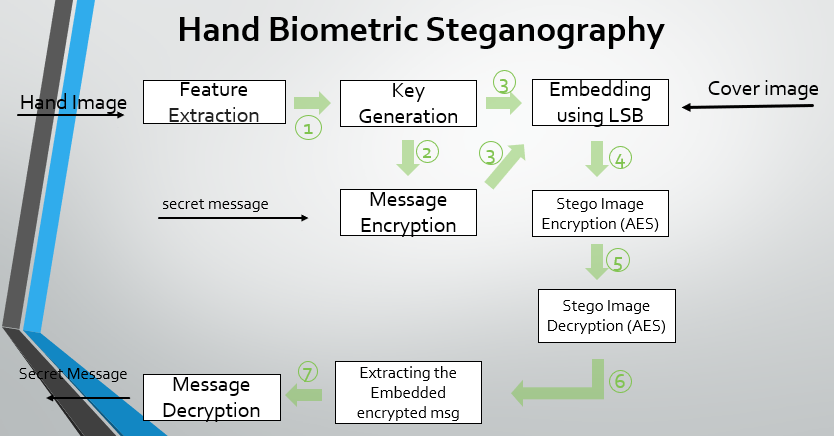 Hand Biometric Steganography
Hand Image
Feature
Extraction
1
Key
Generation
3
Embedding
using LSB
Cover image
2
3
4
secret message
Message
Encryption
Stego Image
Encryption (AES)
5
Stego Image
Decryption (AES)
6
Extracting the
Embedded
encrypted msg
7
Message
Decryption
Secret Message